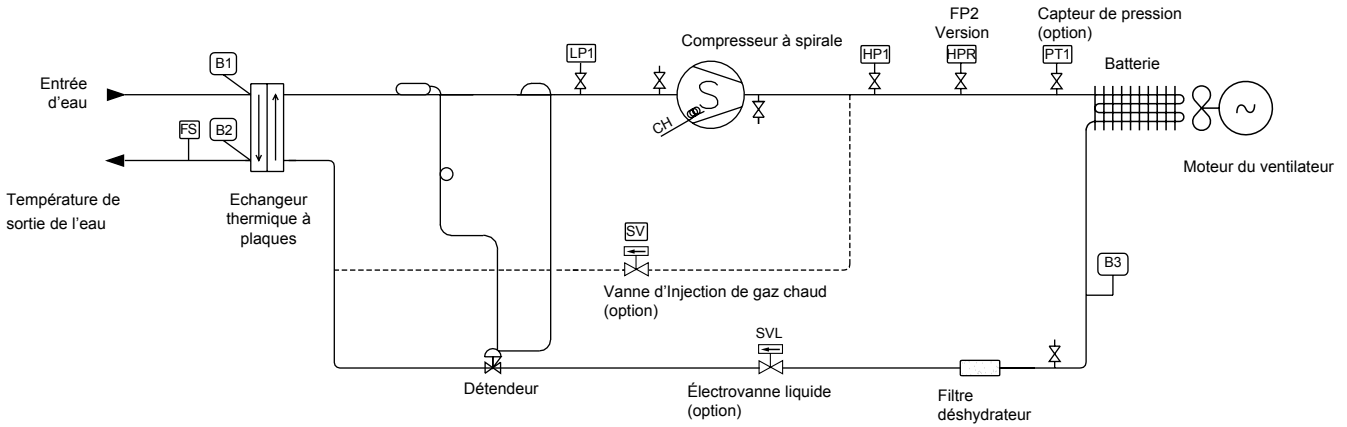 FP2
Version
Capteur de pression
(option)
Compresseur à spirale
LP1
HP1
HPR
PT1
Batterie
B1
Entrée
d'eau
S
CH
~
FS
B2
Moteur du ventilateur
Température de
sortie de l'eau
Echangeur
thermique à
plaques
SV
B3
Vanne d'Injection de gaz chaud
(option)
SVL
Détendeur
Électrovanne liquide
(option)
Filtre
déshydrateur